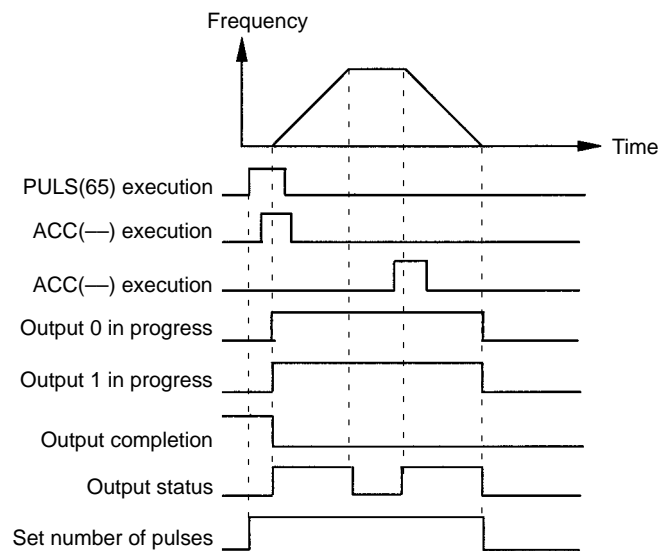 Frequency
Time
PULS(65) execution
ACC(—) execution
ACC(—) execution
Output 0 in progress
Output 1 in progress
Output completion
Output status
Set number of pulses